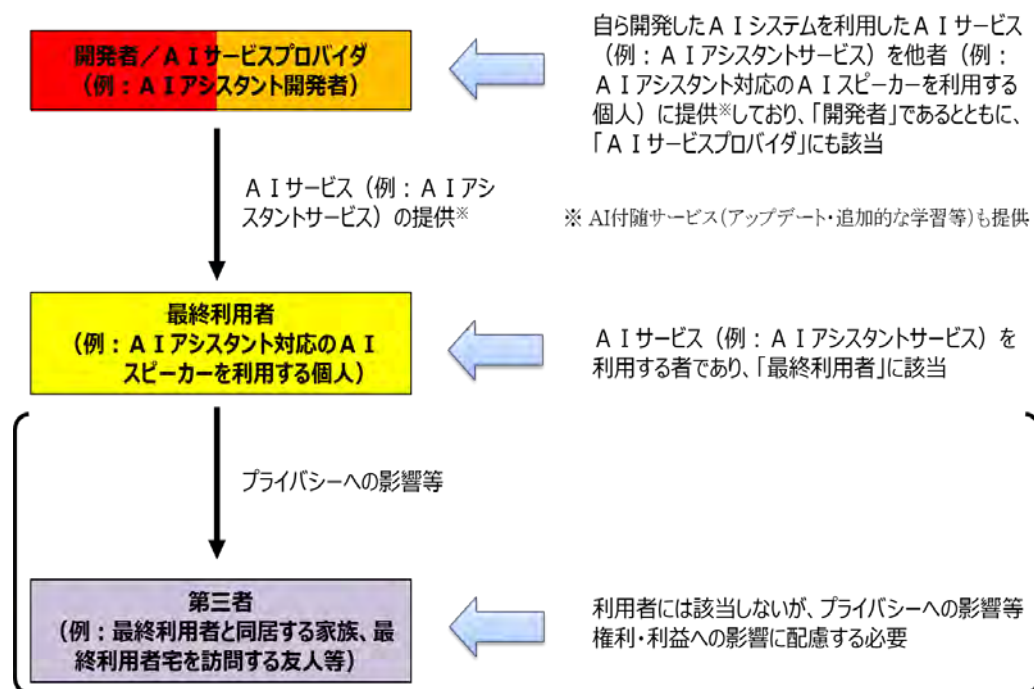 開発者/AIサービスプロバイダ
(例:AIアシスタント開発者)
自ら開発したAIシステムを利用したAIサービス
(例:AIアシスタントサービス)を他者(例:
AIアシスタント対応のAIスピーカーを利用する
個人)に提供※しており、「開発者」であるとともに、
「AIサービスプロバイダ」にも該当
AIサービス(例:AIアシ
スタントサービス)の提供※
※ AI付随サービス(アップデート・追加的な学習等)も提供
最終利用者
(例:AIアシスタント対応のAI
スピーカーを利用する個人)
AIサービス(例:AIアシスタントサービス)を
利用する者であり、「最終利用者」に該当
プライバシーへの影響等
第三者
(例:最終利用者と同居する家族、最
終利用者宅を訪問する友人等)
利用者には該当しないが、プライバシーへの影響等
権利・利益への影響に配慮する必要